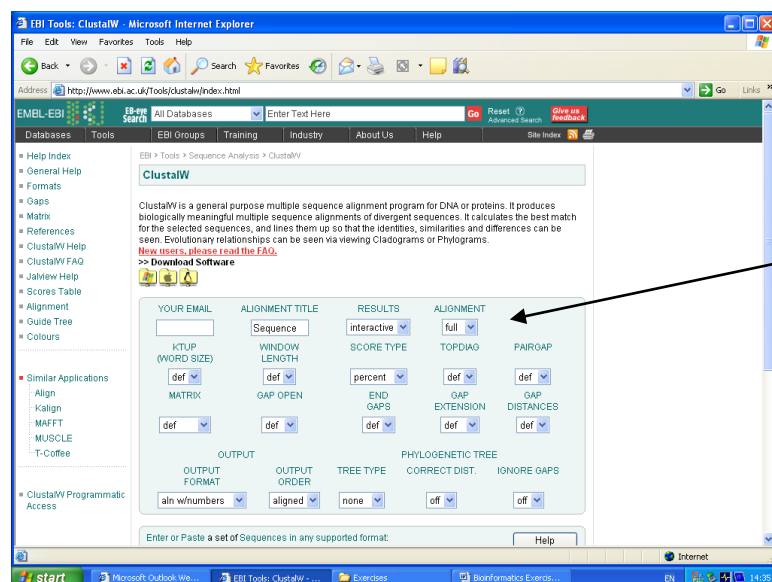 EBI Tools: ClustalW - Microsoft Internet Explorer
File Edit View Favorites Tools Help
Back Search Favorites
Address http://www.ebi.ac.uk/Tools/clustalw/index.html Go Links »
EMBL-EBI EB-eye Search All Databases Enter Text Here Go Reset ? Advanced Search Give us feedback
Databases Tools EBI Groups Training Industry About Us Help Site Index
Help Index
General Help
Formats
Gaps
Matrix
References
ClustalW Help
ClustalW FAQ
Jalview Help
Scores Table
Alignment
Guide Tree
Colours
Similar Applications
Align
Kalign
MAFFT
MUSCLE
T-Coffee
ClustalW Programmatic
Access
EBI > Tools > Sequence Analysis > ClustalW
ClustalW
ClustalW is a general purpose multiple sequence alignment program for DNA or proteins. It produces
biologically meaningful multiple sequence alignments of divergent sequences. It calculates the best match
for the selected sequences, and lines them up so that the identities, similarities and differences can be
seen. Evolutionary relationships can be seen via viewing Cladograms or Phylograms.
New users, please read the FAQ.
>> Download Software
YOUR EMAIL ALIGNMENT TITLE RESULTS ALIGNMENT
Sequence interactive full
KTUP (WORD SIZE) WINDOW LENGTH SCORE TYPE TOPDIAG PAIRGAP
def def percent def def
MATRIX GAP OPEN END GAPS GAP EXTENSION GAP DISTANCES
def def def def def
OUTPUT PHYLOGENETIC TREE
OUTPUT FORMAT OUTPUT ORDER TREE TYPE CORRECT DIST. IGNORE GAPS
aln w/numbers aligned none off off
Enter or Paste a set of Sequences in any supported format: Help
Internet
start Microsoft Outlook We... EBI Tools: ClustalW - ... Exercises Bioinformatics Exercis... EN 14:35